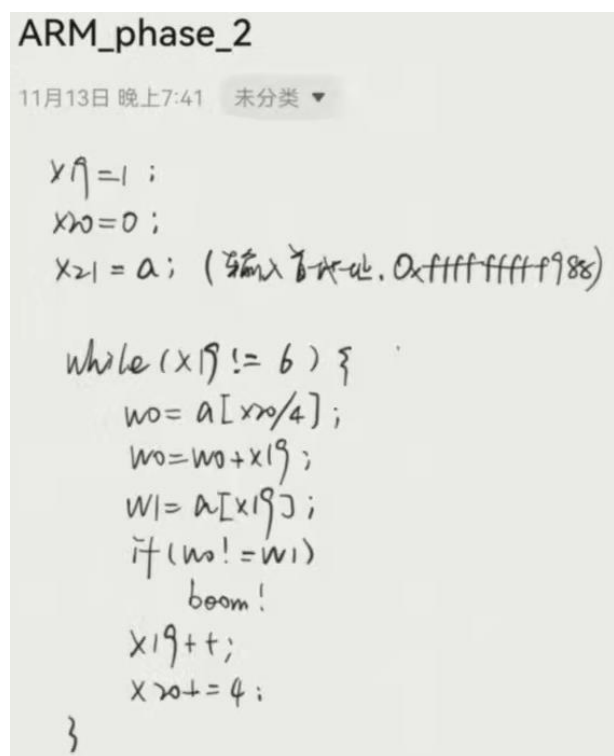 ARM_phase_2
11月13日 晚上7:41 未分类
x19=1;
x20=0;
x21=a; (输入首地址, 0xfffffffff988)
while(x19 != 6) {
w0=a[x20/4];
w0=w0+x19;
w1=a[x19];
if(w0!=w1)
boom!
x19++;
x20+=4;
}